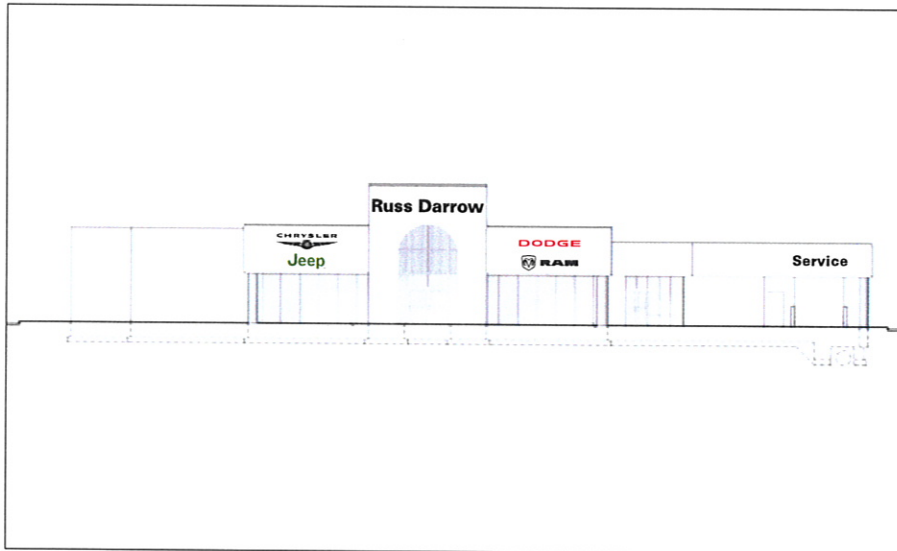 Russ Darrow
CHRYSLER
Jeep
DODGE
RAM
Service